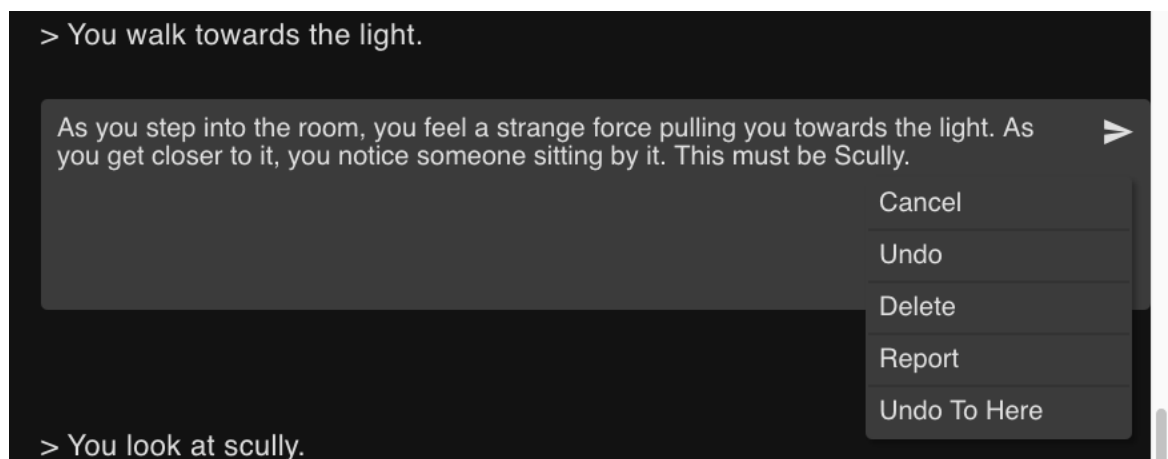 > You walk towards the light.
As you step into the room, you feel a strange force pulling you towards the light. As
you get closer to it, you notice someone sitting by it. This must be Scully.
Cancel
Undo
Delete
Report
Undo To Here
> You look at scully.